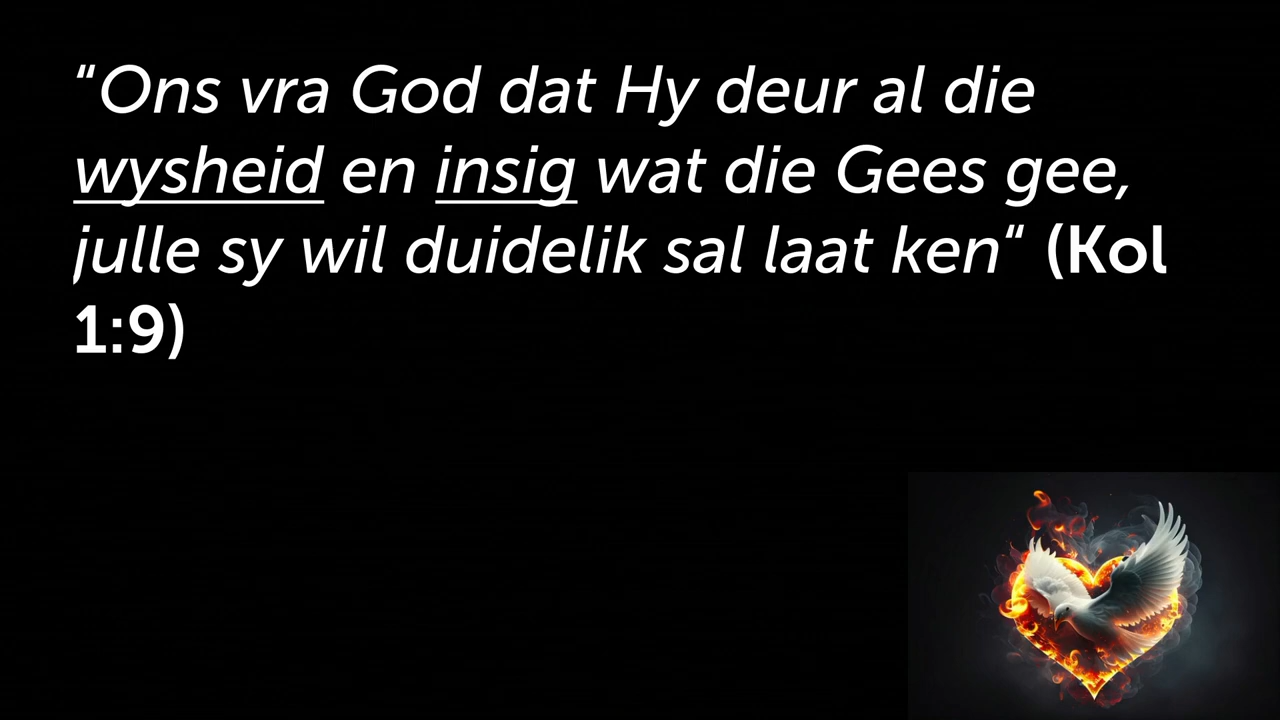 “Ons vra God dat Hy deur al die
wysheid en insig wat die Gees gee,
julle sy wil duidelik sal laat ken“ (Kol
1:9)